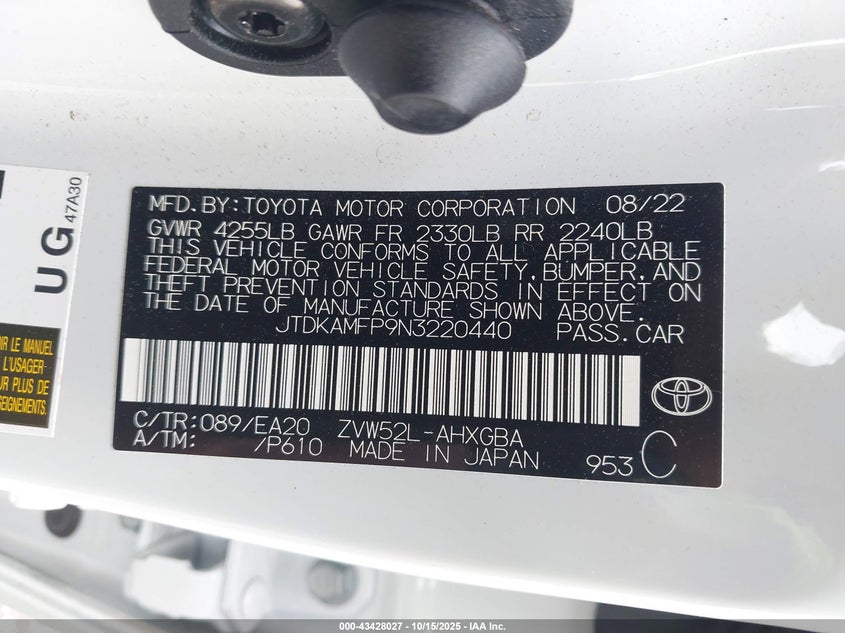 MFD.BY:TOYOTA MOTOR CORPORATION 08/22
GVWR 4255LB GAWR FR 2330LB RR 2240LB
THIS VEHICLE CONFORMS TO ALL APPLICABLE
FEDERAL MOTOR VEHICLE SAFETY,BUMPER,AND
THEFT PREVENTION STANDARDS IN EFFECT ON
THE DATE OF MANUFACTURE SHOWN ABOVE.
JTDKAMFP9N3220440 PASS.CAR
C/TR:089/EA20 ZVW52L-AHXGBA
A/TM: /P610 MADE IN JAPAN 953 C
UG
47A30
LE MANUEL
L'USAGER
PLUS DE
000-43428027 - 10/15/2025 - IAA Inc.